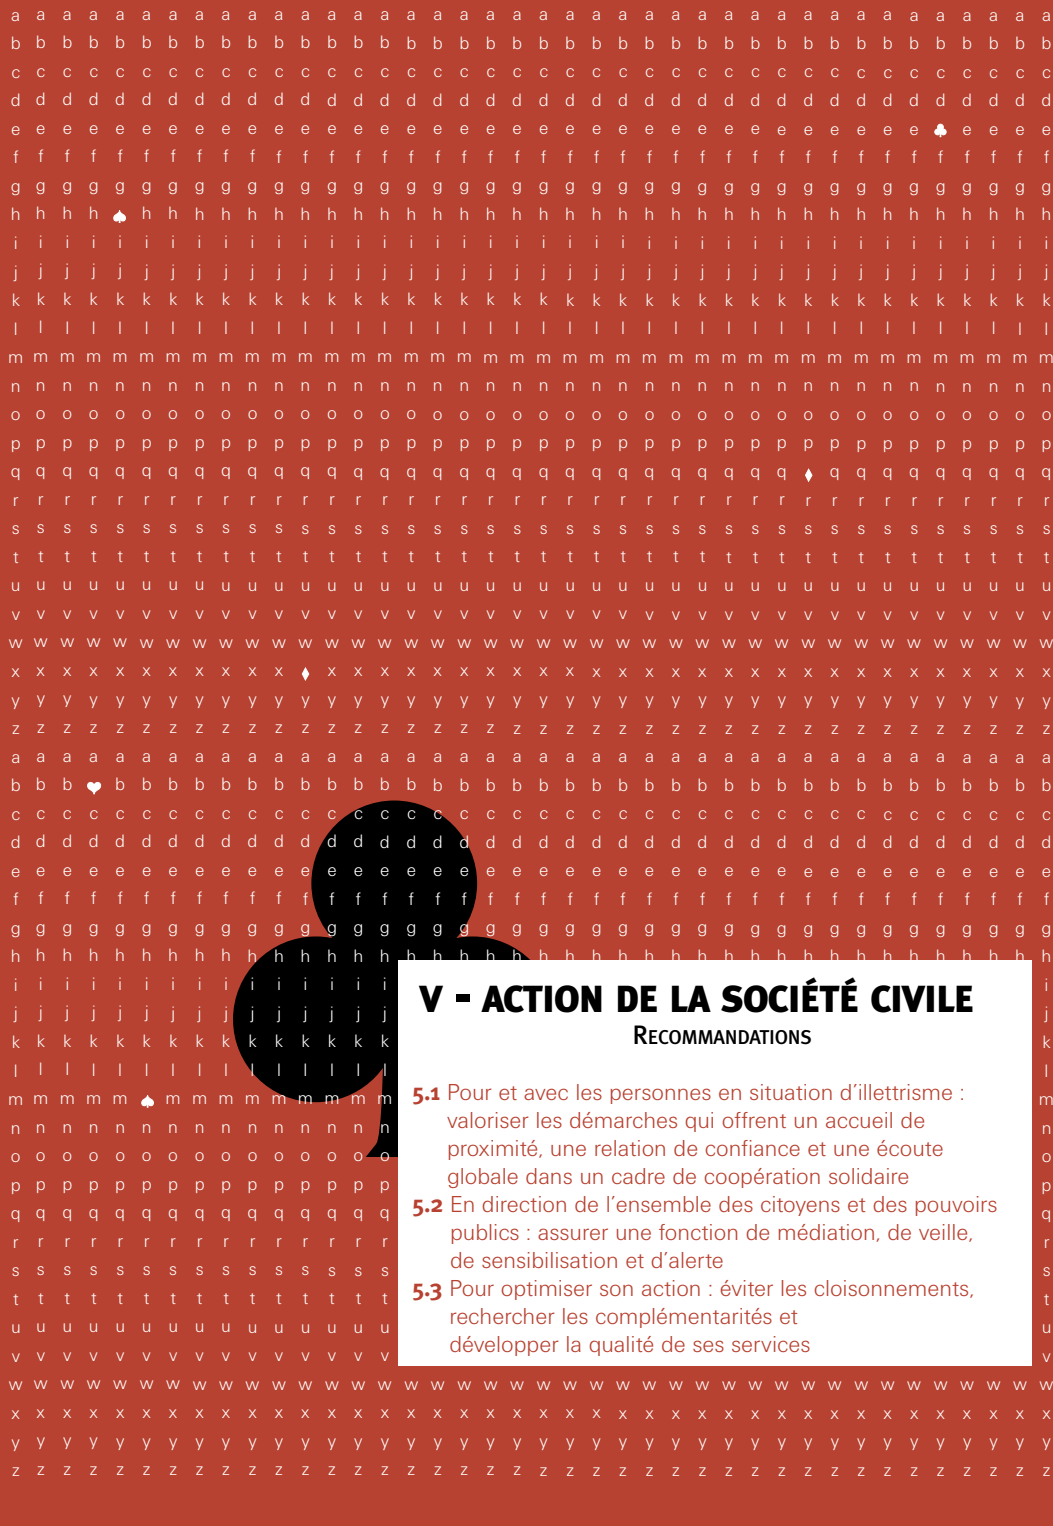 V - ACTION DE LA SOCIÉTÉ CIVILE
RECOMMANDATIONS
5.1 Pour et avec les personnes en situation d’illettrisme :
valoriser les démarches qui offrent un accueil de
proximité, une relation de confiance et une écoute
globale dans un cadre de coopération solidaire
5.2 En direction de l’ensemble des citoyens et des pouvoirs
publics : assurer une fonction de médiation, de veille,
de sensibilisation et d’alerte
5.3 Pour optimiser son action : éviter les cloisonnements,
rechercher les complémentarités et
développer la qualité de ses services